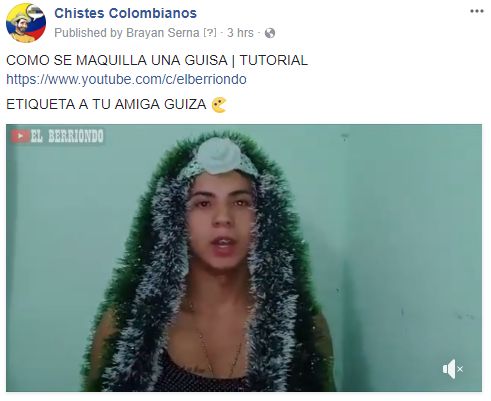 Chistes Colombianos
Published by Brayan Serna [?] · 3 hrs ·
COMO SE MAQUILLA UNA GUISA | TUTORIAL
https://www.youtube.com/c/elberriondo
ETIQUETA A TU AMIGA GUIZA
EL BERRIONDO